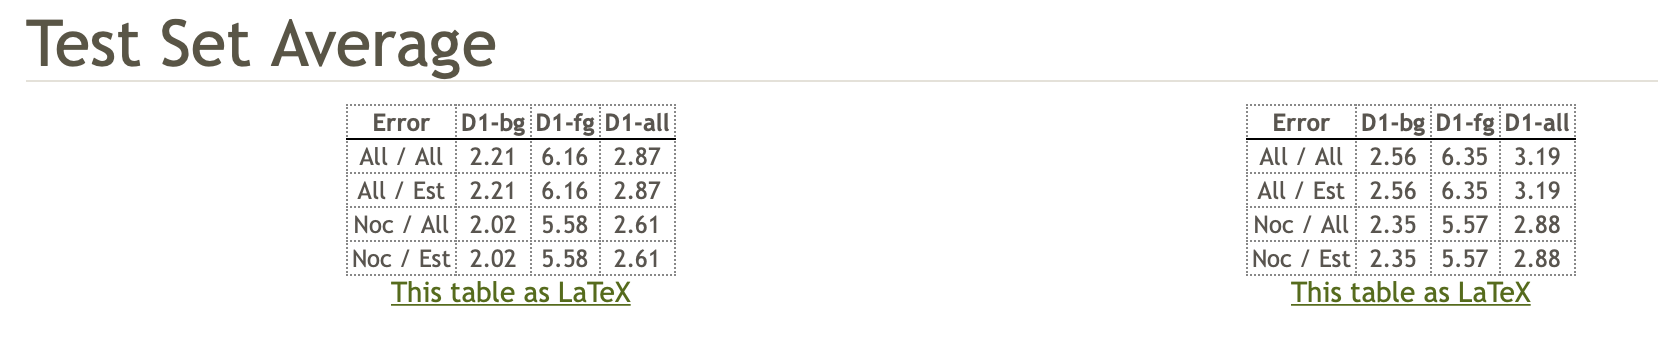 Test Set Average
Error D1-bg D1-fg D1-all
All / All 2.21 6.16 2.87
All / Est 2.21 6.16 2.87
Noc / All 2.02 5.58 2.61
Noc / Est 2.02 5.58 2.61
This table as LaTeX
Error D1-bg D1-fg D1-all
All / All 2.56 6.35 3.19
All / Est 2.56 6.35 3.19
Noc / All 2.35 5.57 2.88
Noc / Est 2.35 5.57 2.88
This table as LaTeX